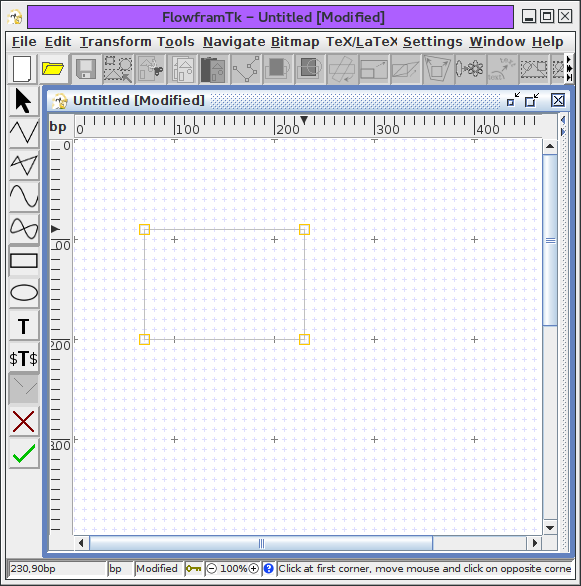 FlowframTk - Untitled [Modified]
File Edit Transform Tools Navigate Bitmap TeX/LaTeX Settings Window Help
Untitled [Modified]
bp 0 100 200 300 400
0
100
200
300
T
$T$
230,90bp bp Modified 100% Click at first corner, move mouse and click on opposite corne